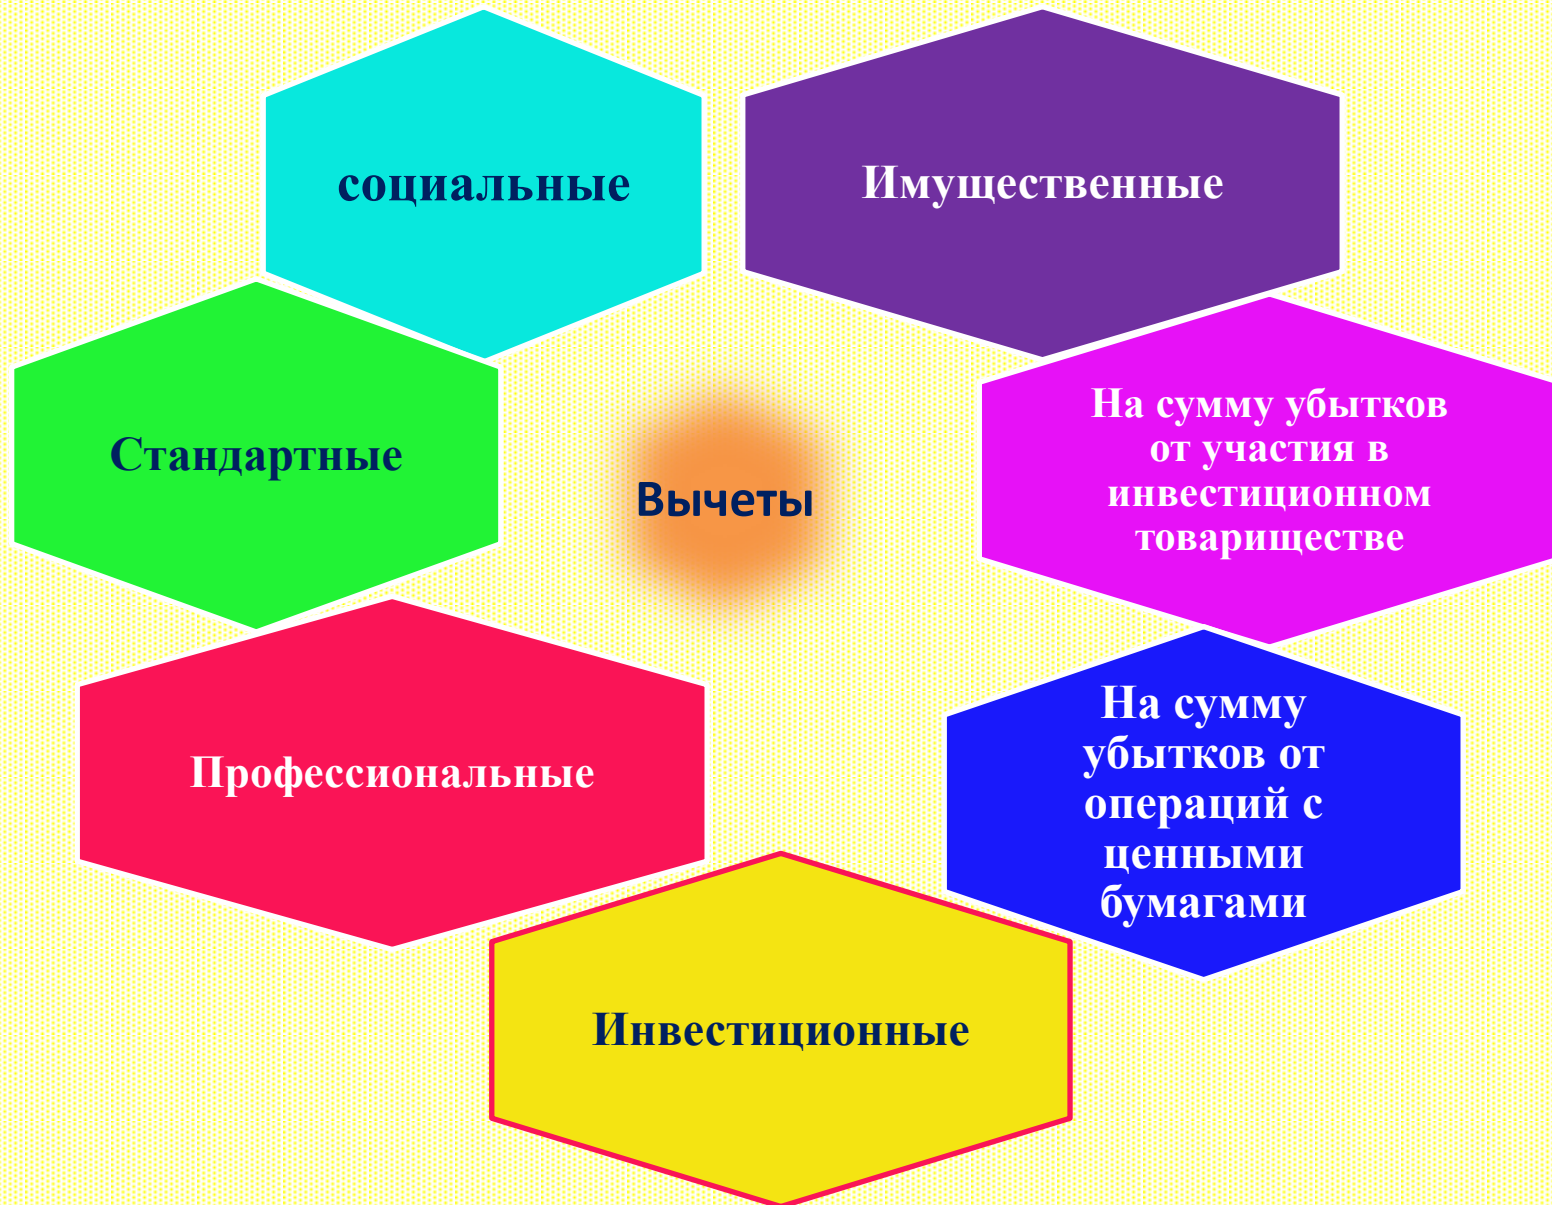 социальные
Имущественные
Стандартные
На сумму убытков
от участия в
инвестиционном
товариществе
Вычеты
Профессиональные
На сумму
убытков от
операций с
ценными
бумагами
Инвестиционные